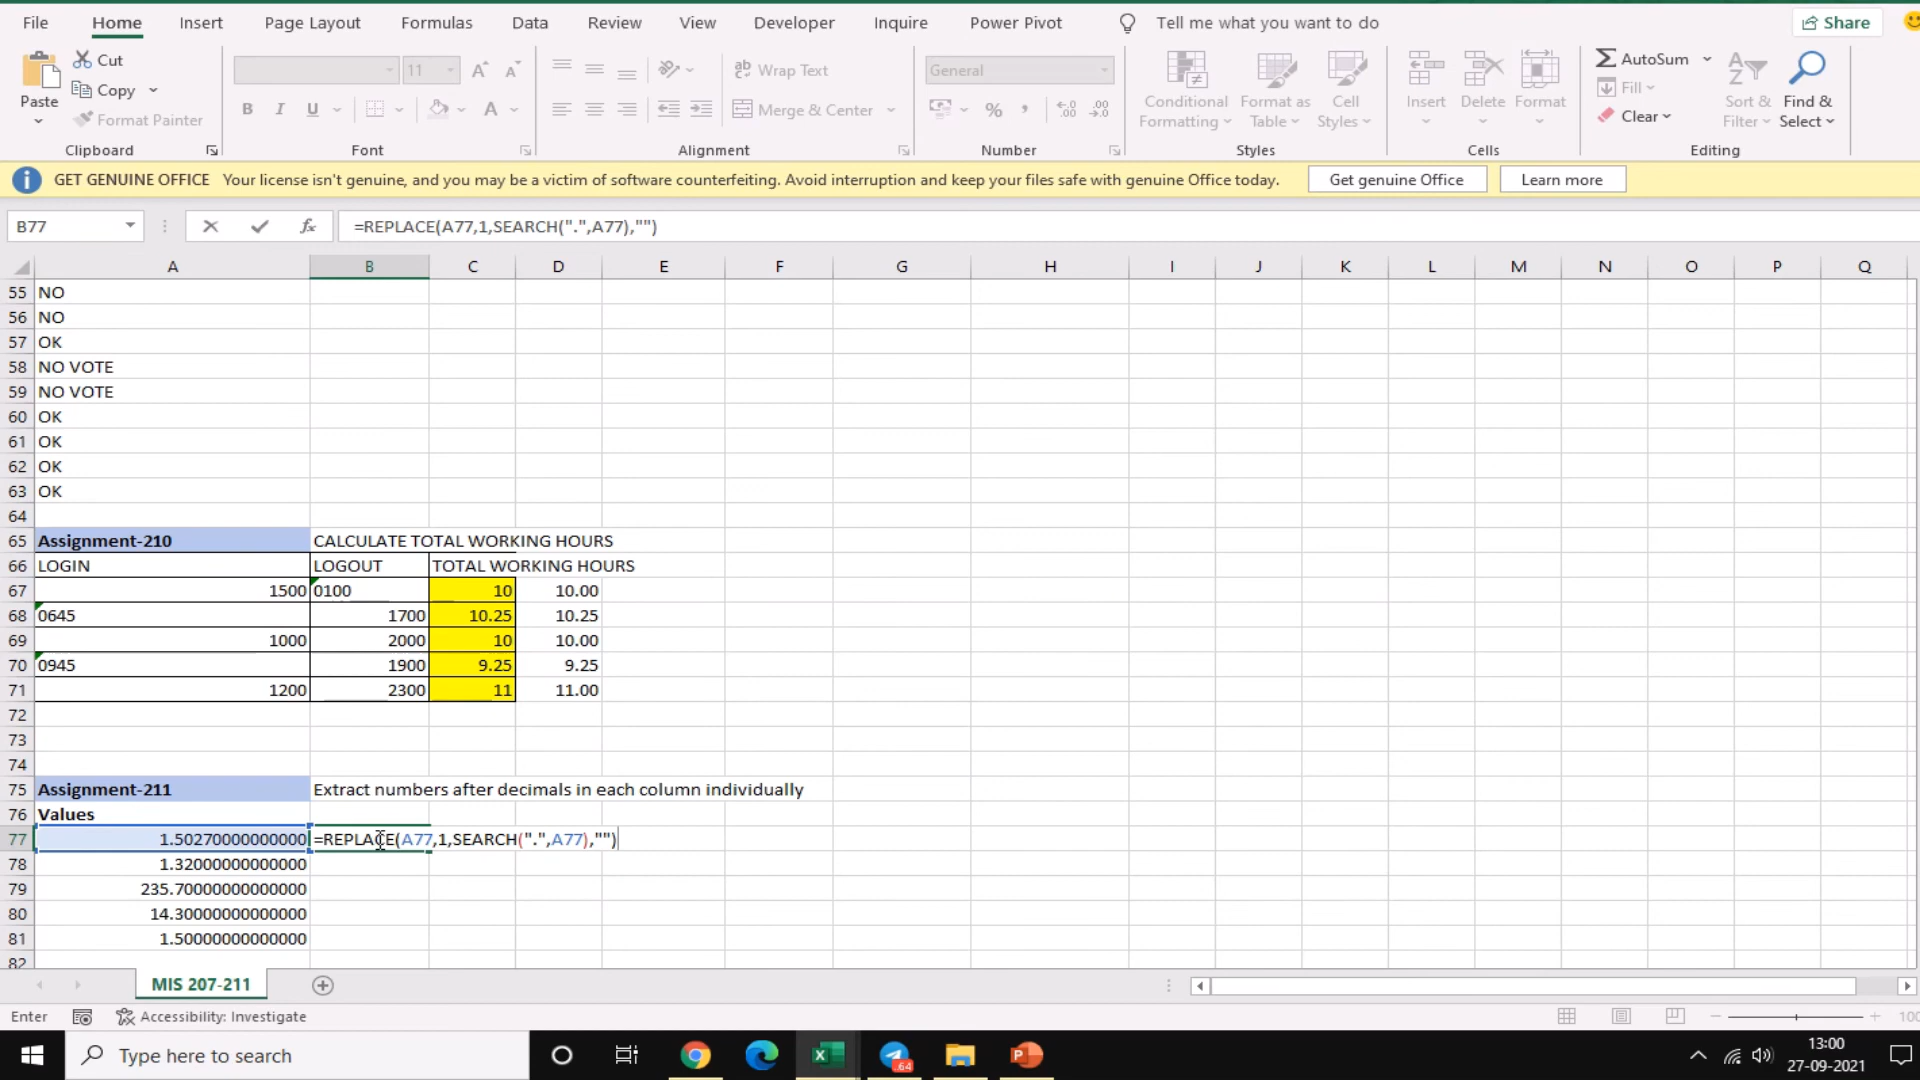 File Home Insert Page Layout Formulas Data Review View Developer Inquire Power Pivot Tell me what you want to do Share
Paste
Cut
Copy
Format Painter
Clipboard
11
B I U A
Font
Wrap Text
Merge & Center
Alignment
General
%
Number
Conditional Formatting
Format as Table
Cell Styles
Styles
Insert Delete Format
Cells
AutoSum
Fill
Clear
Sort & Filter
Find & Select
Editing
GET GENUINE OFFICE Your license isn't genuine, and you may be a victim of software counterfeiting. Avoid interruption and keep your files safe with genuine Office today. Get genuine Office Learn more
B77 fx =REPLACE(A77,1,SEARCH(".",A77),"")
A B C D E F G H I J K L M N O P Q
55 NO
56 NO
57 OK
58 NO VOTE
59 NO VOTE
60 OK
61 OK
62 OK
63 OK
64
65 Assignment-210 CALCULATE TOTAL WORKING HOURS
66 LOGIN LOGOUT TOTAL WORKING HOURS
67 1500 0100 10 10.00
68 0645 1700 10.25 10.25
69 1000 2000 10 10.00
70 0945 1900 9.25 9.25
71 1200 2300 11 11.00
72
73
74
75 Assignment-211 Extract numbers after decimals in each column individually
76 Values
77 1.50270000000000 =REPLACE(A77,1,SEARCH(".",A77),"")
78 1.32000000000000
79 235.70000000000000
80 14.30000000000000
81 1.50000000000000
82
MIS 207-211
Enter Accessibility: Investigate 100
Type here to search 64 13:00
27-09-2021